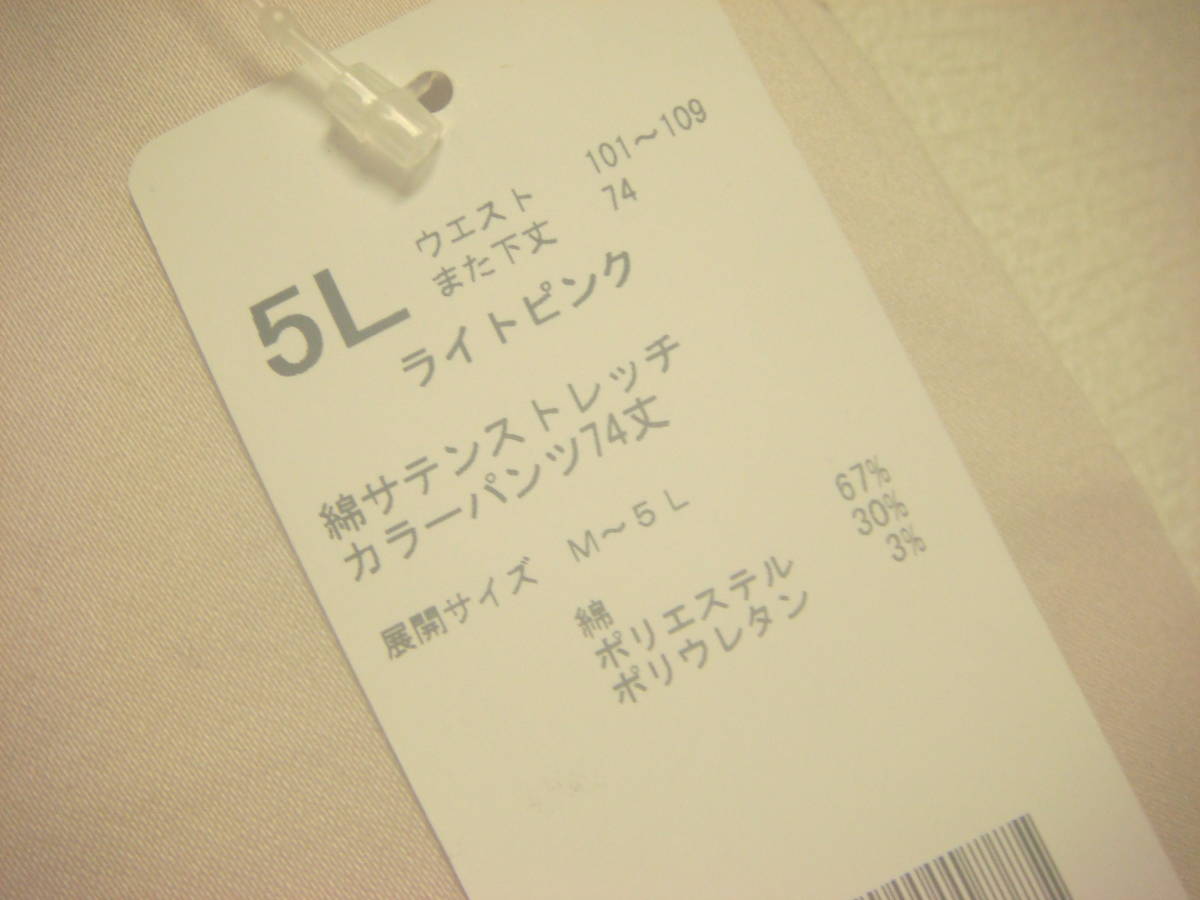 5L
ウエスト 101～109
また下丈 74
ライトピンク
綿サテンストレッチ
カラーパンツ74丈
展開サイズ M～5L
綿 67%
ポリエステル 30%
ポリウレタン 3%